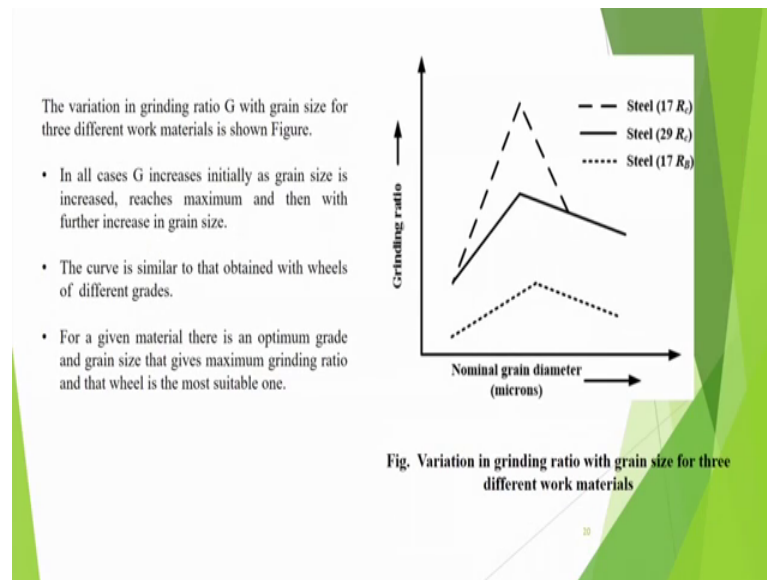 The variation in grinding ratio G with grain size for
three different work materials is shown Figure.
• In all cases G increases initially as grain size is
increased, reaches maximum and then with
further increase in grain size.
• The curve is similar to that obtained with wheels
of different grades.
• For a given material there is an optimum grade
and grain size that gives maximum grinding ratio
and that wheel is the most suitable one.
Grinding ratio
Steel (17 Rc)
Steel (29 Rc)
Steel (17 RB)
Nominal grain diameter
(microns)
Fig. Variation in grinding ratio with grain size for three
different work materials
20